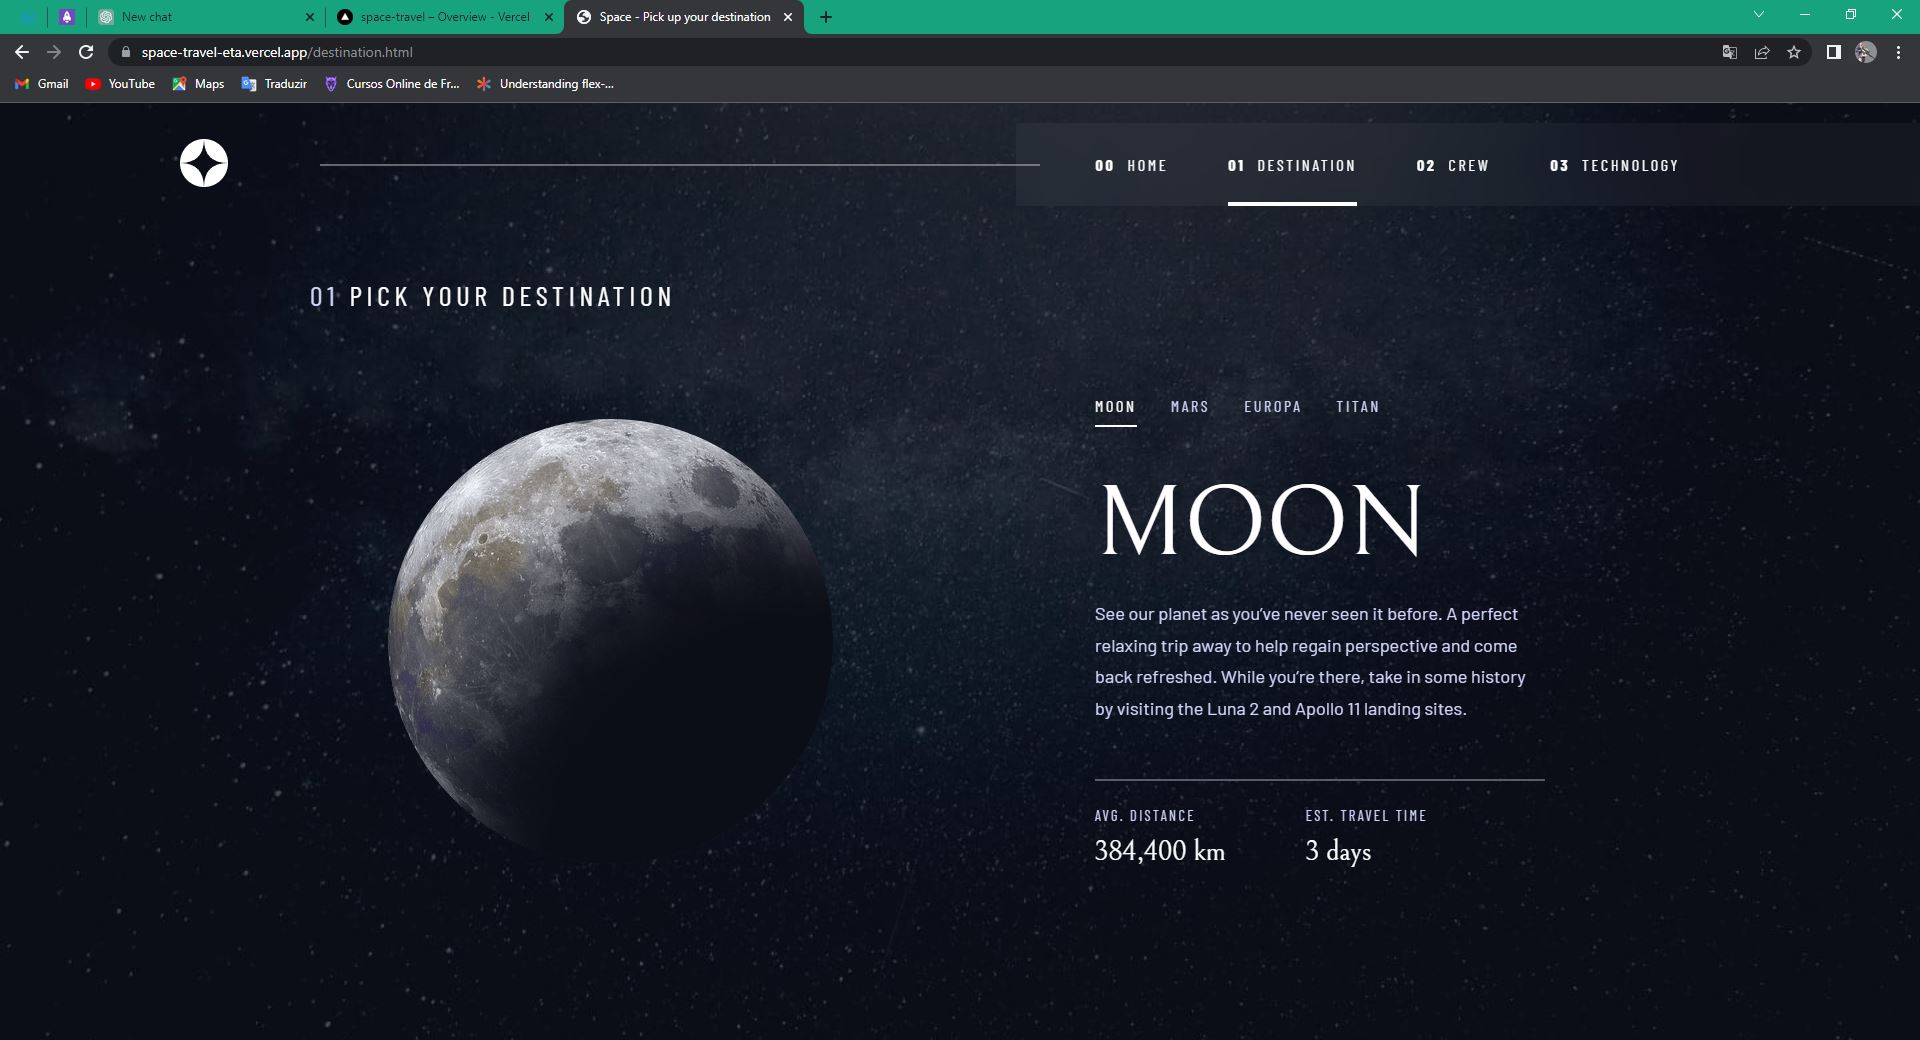 New chat
space-travel – Overview - Vercel
Space - Pick up your destination
space-travel-eta.vercel.app/destination.html
Gmail
YouTube
Maps
Traduzir
Cursos Online de Fr...
Understanding flex-...
00 HOME
01 DESTINATION
02 CREW
03 TECHNOLOGY
01 PICK YOUR DESTINATION
MOON
MARS
EUROPA
TITAN
MOON
See our planet as you’ve never seen it before. A perfect
relaxing trip away to help regain perspective and come
back refreshed. While you’re there, take in some history
by visiting the Luna 2 and Apollo 11 landing sites.
AVG. DISTANCE
384,400 km
EST. TRAVEL TIME
3 days